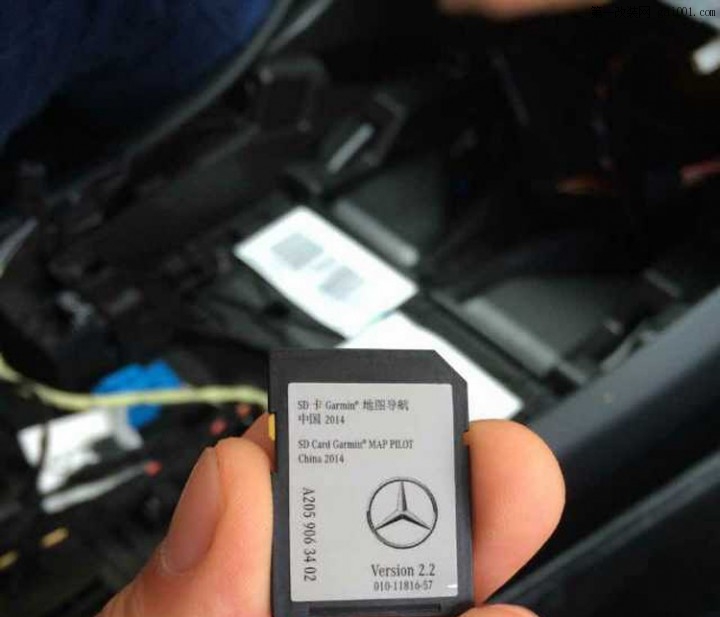 SD 卡 Garmin® 地图导航
中国 2014
SD Card Garmin® MAP PILOT
China 2014
A205 906 34 02
Version 2.2
010-11816-57